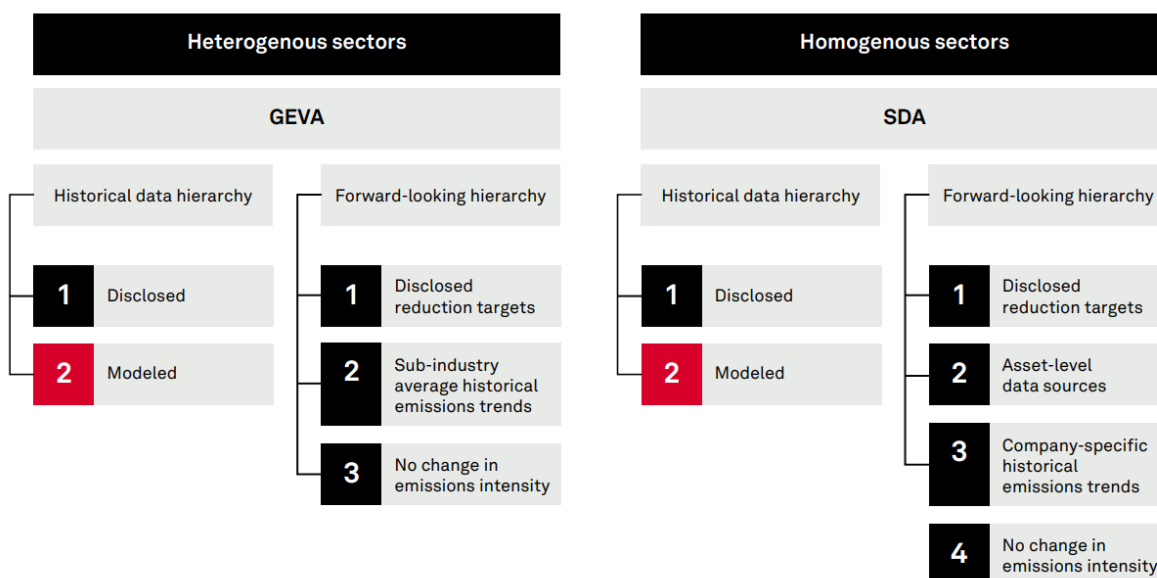 Heterogenous sectors
GEVA
Historical data hierarchy
1 Disclosed
2 Modeled
Forward-looking hierarchy
1 Disclosed
reduction targets
2 Sub-industry
average historical
emissions trends
3 No change in
emissions intensity
Homogenous sectors
SDA
Historical data hierarchy
1 Disclosed
2 Modeled
Forward-looking hierarchy
1 Disclosed
reduction targets
2 Asset-level
data sources
3 Company-specific
historical
emissions trends
4 No change in
emissions intensity